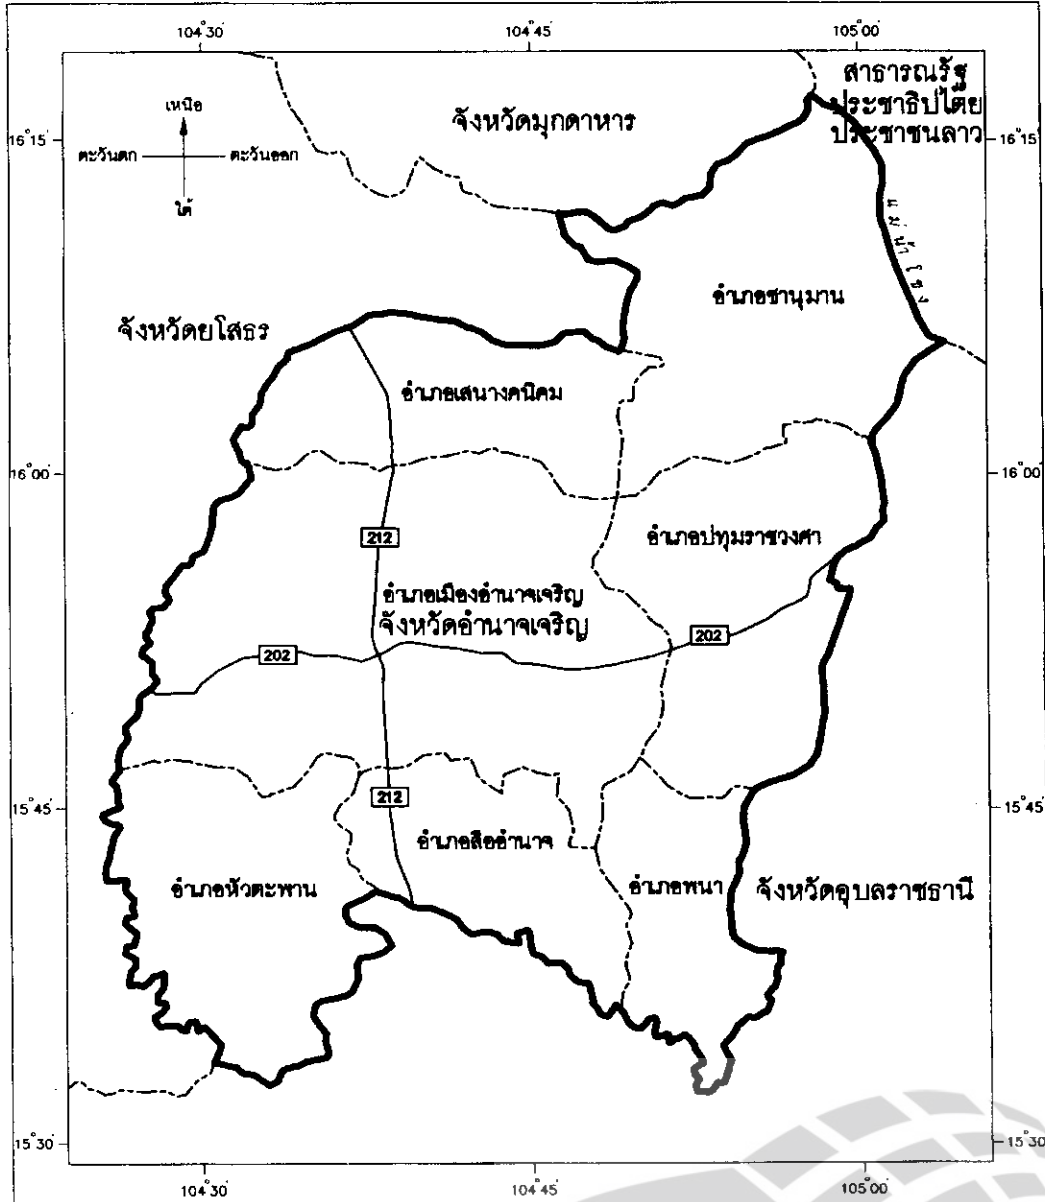 104°30' 104°45' 105°00'
สาธารณรัฐ
ประชาธิปไตย
ประชาชนลาว
จังหวัดมุกดาหาร
เหนือ
ตะวันตก ตะวันออก
ใต้
16°15' 16°15'
แม่น้ำโขง
อำเภอชานุมาน
จังหวัดยโสธร
อำเภอเสนางคนิคม
16°00' 16°00'
212
อำเภอปทุมราชวงศา
อำเภอเมืองอำนาจเจริญ
จังหวัดอำนาจเจริญ
202
202
212
15°45' 15°45'
อำเภอลืออำนาจ
อำเภอหัวตะพาน
อำเภอพนา
จังหวัดอุบลราชธานี
15°30' 15°30
104°30' 104°45' 105°00'